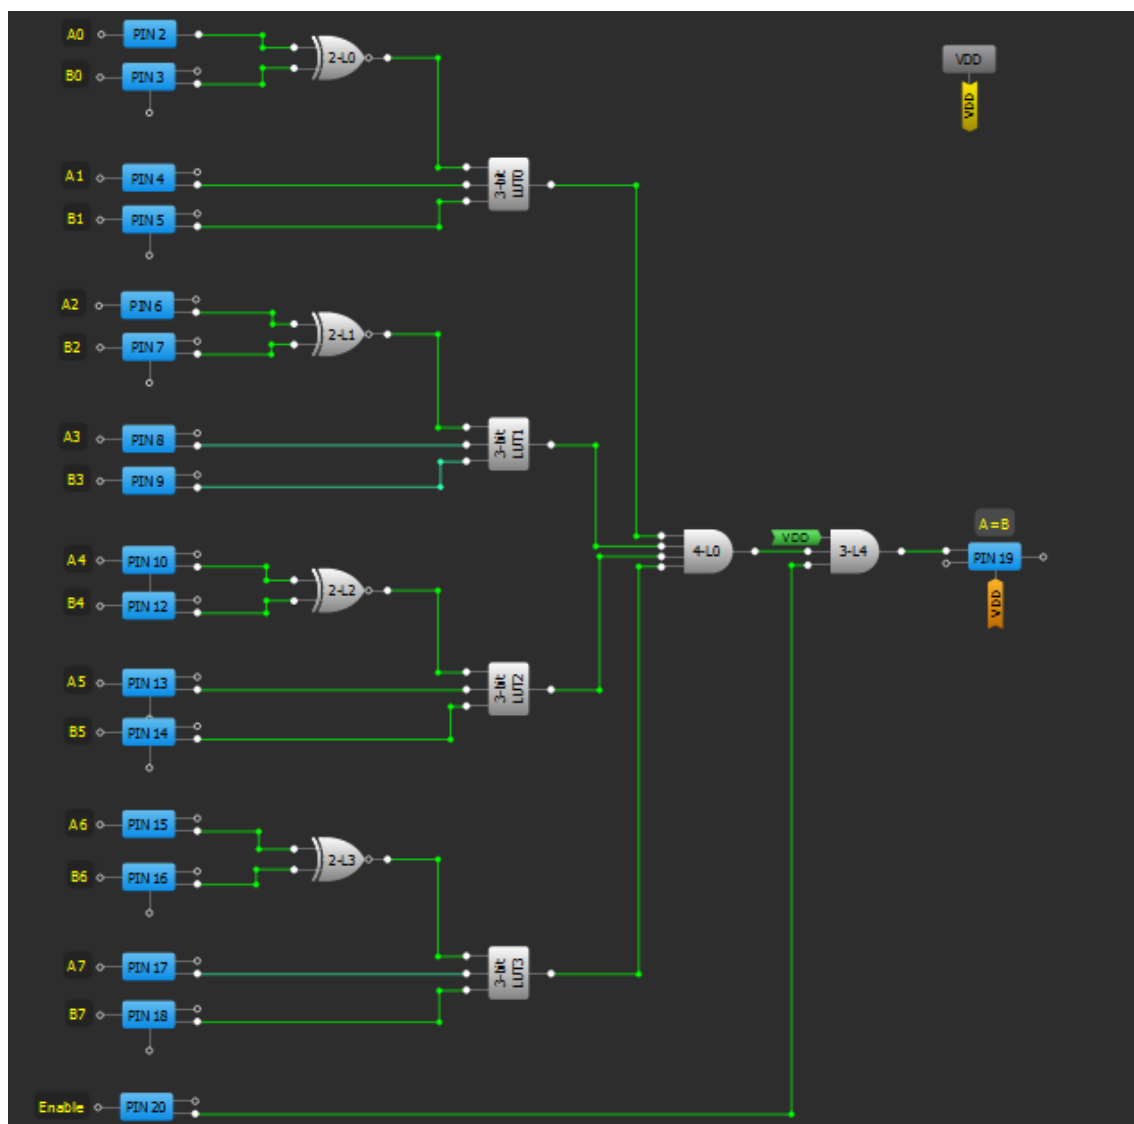 A0 PIN 2
2-L0
VDD
B0 PIN 3
VDD
A1 PIN 4
3-bit
LUT0
B1 PIN 5
A2 PIN 6
2-L1
B2 PIN 7
A3 PIN 8
3-bit
LUT1
B3 PIN 9
A4 PIN 10
2-L2
B4 PIN 12
4-L0
VDD
3-L4
A=B
PIN 19
VDD
A5 PIN 13
3-bit
LUT2
B5 PIN 14
A6 PIN 15
2-L3
B6 PIN 16
A7 PIN 17
3-bit
LUT3
B7 PIN 18
Enable PIN 20